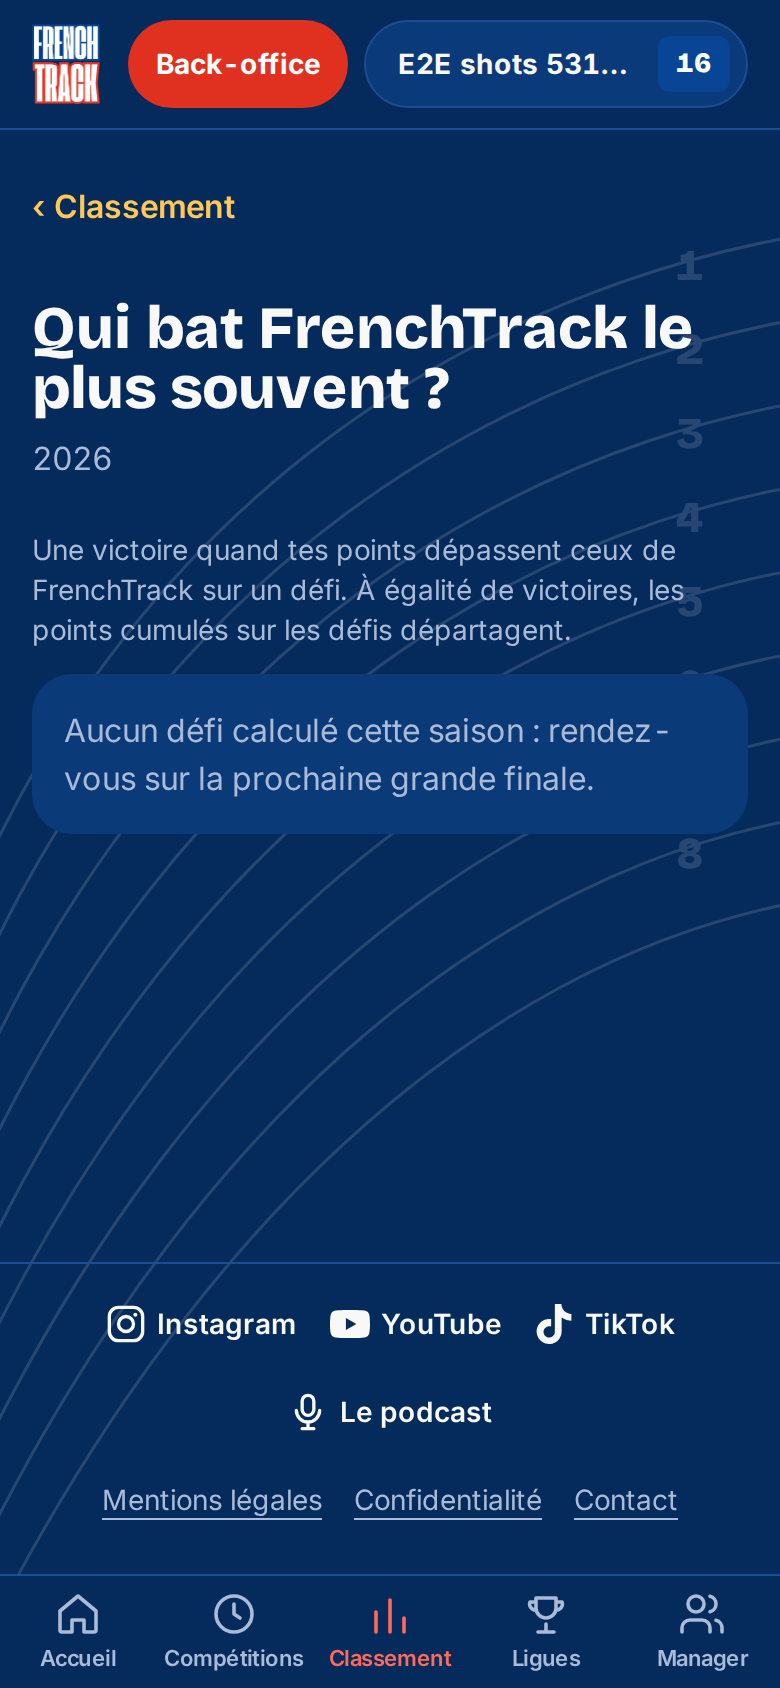 FRENCH
TRACK
Back-office
E2E shots 531...
16
‹ Classement
1
Qui bat FrenchTrack le
2
plus souvent ?
3
2026
4
Une victoire quand tes points dépassent ceux de
FrenchTrack sur un défi. À égalité de victoires, les
5
points cumulés sur les défis départagent.
Aucun défi calculé cette saison : rendez-
vous sur la prochaine grande finale.
8
Instagram
YouTube
TikTok
Le podcast
Mentions légales
Confidentialité
Contact
Accueil
Compétitions
Classement
Ligues
Manager